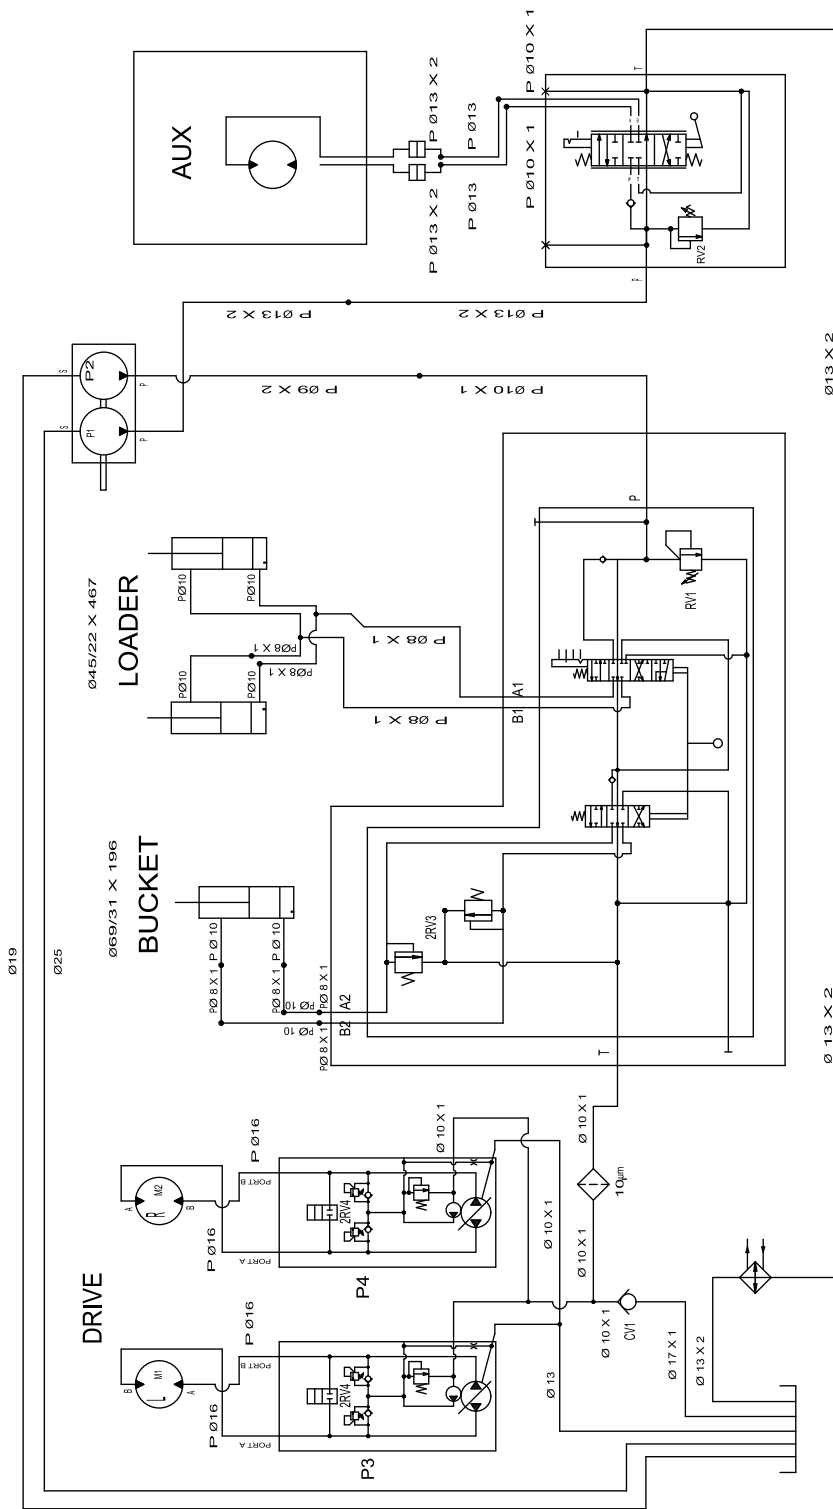 AUX
P Ø13 X 2
P Ø13 X 2
P Ø13
P Ø13
P Ø10 X 1
P Ø10 X 1
T
P
T
P
RV2
P Ø13 X 2
P Ø13 X 2
P2
P1
S
S
P
P
P Ø9 X 2
P Ø10 X 1
Ø13 X 2
Ø45/22 X 467
LOADER
PØ10
PØ10
PØ10
PØ10
PØ8 X 1
PØ8 X 1
P Ø8 X 1
P Ø8 X 1
B1
A1
P
RV1
Ø19
Ø25
Ø69/31 X 196
BUCKET
PØ 8 X 1
P Ø 10
PØ 8 X 1
P Ø 10
PØ 10
PØ 10
PØ 8 X 1
PØ 8 X 1
B2
A2
2RV3
T
Ø 13 X 2
DRIVE
A
B
R
M2
P Ø16
P Ø16
PORT A
PORT B
2RV4
P4
Ø 10 X 1
Ø 10 X 1
Ø 10 X 1
10µm
Ø 10 X 1
B
A
L
M1
P Ø16
P Ø16
PORT A
PORT B
2RV4
P3
Ø 13
Ø 10 X 1
CV1
Ø 17 X 1
Ø 13 X 2